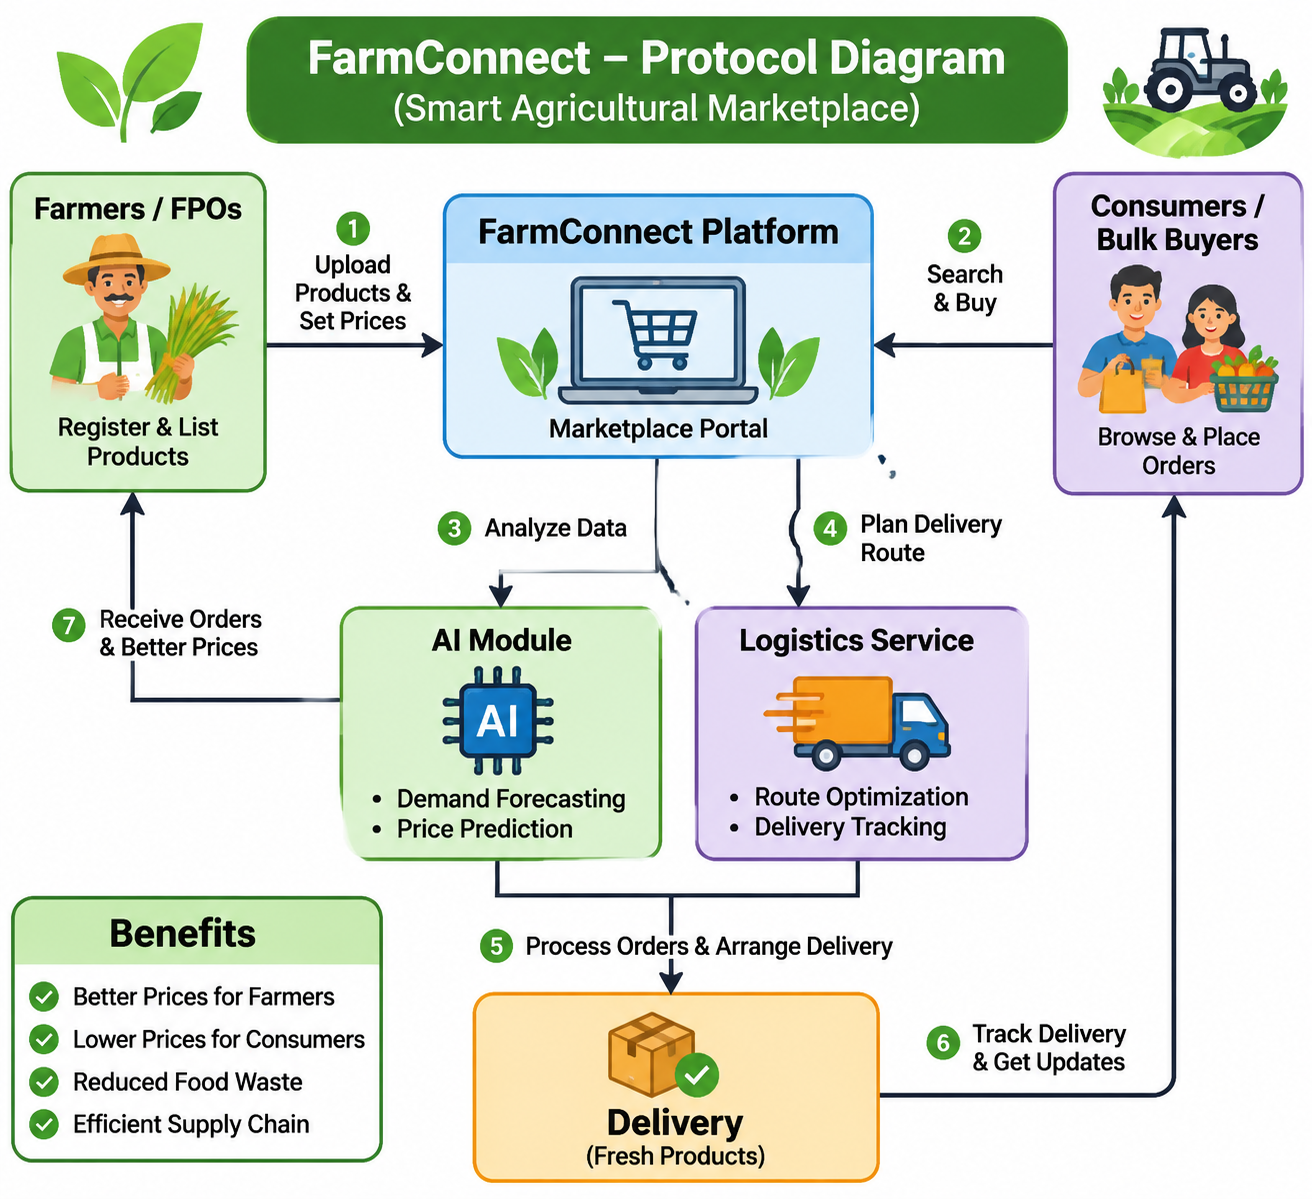 FarmConnect – Protocol Diagram
(Smart Agricultural Marketplace)
Farmers / FPOs
Register & List
Products
1
Upload
Products &
Set Prices
FarmConnect Platform
Marketplace Portal
2
Search
& Buy
Consumers /
Bulk Buyers
Browse & Place
Orders
3 Analyze Data
4 Plan Delivery
Route
7 Receive Orders
& Better Prices
AI Module
AI
• Demand Forecasting
• Price Prediction
Logistics Service
• Route Optimization
• Delivery Tracking
5 Process Orders & Arrange Delivery
Benefits
Better Prices for Farmers
Lower Prices for Consumers
Reduced Food Waste
Efficient Supply Chain
Delivery
(Fresh Products)
6 Track Delivery
& Get Updates